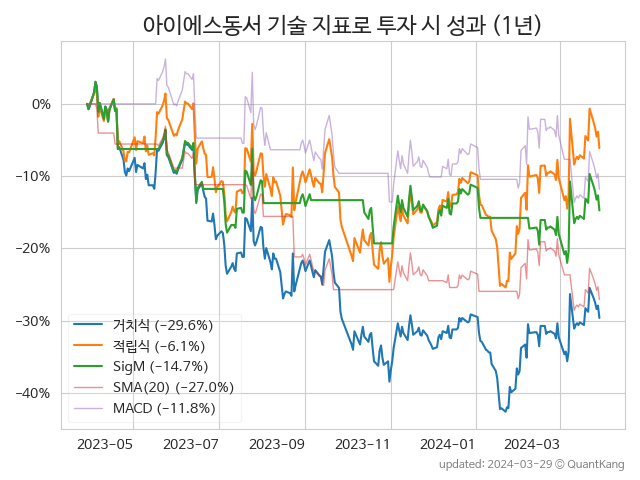 아이에스동서 기술 지표로 투자 시 성과 (1년)
0%
−10%
−20%
−30%
−40%
거치식 (−29.6%)
적립식 (−6.1%)
SigM (−14.7%)
SMA(20) (−27.0%)
MACD (−11.8%)
2023−05 2023−07 2023−09 2023−11 2024−01 2024−03
updated: 2024−03−29 ⓒ QuantKang